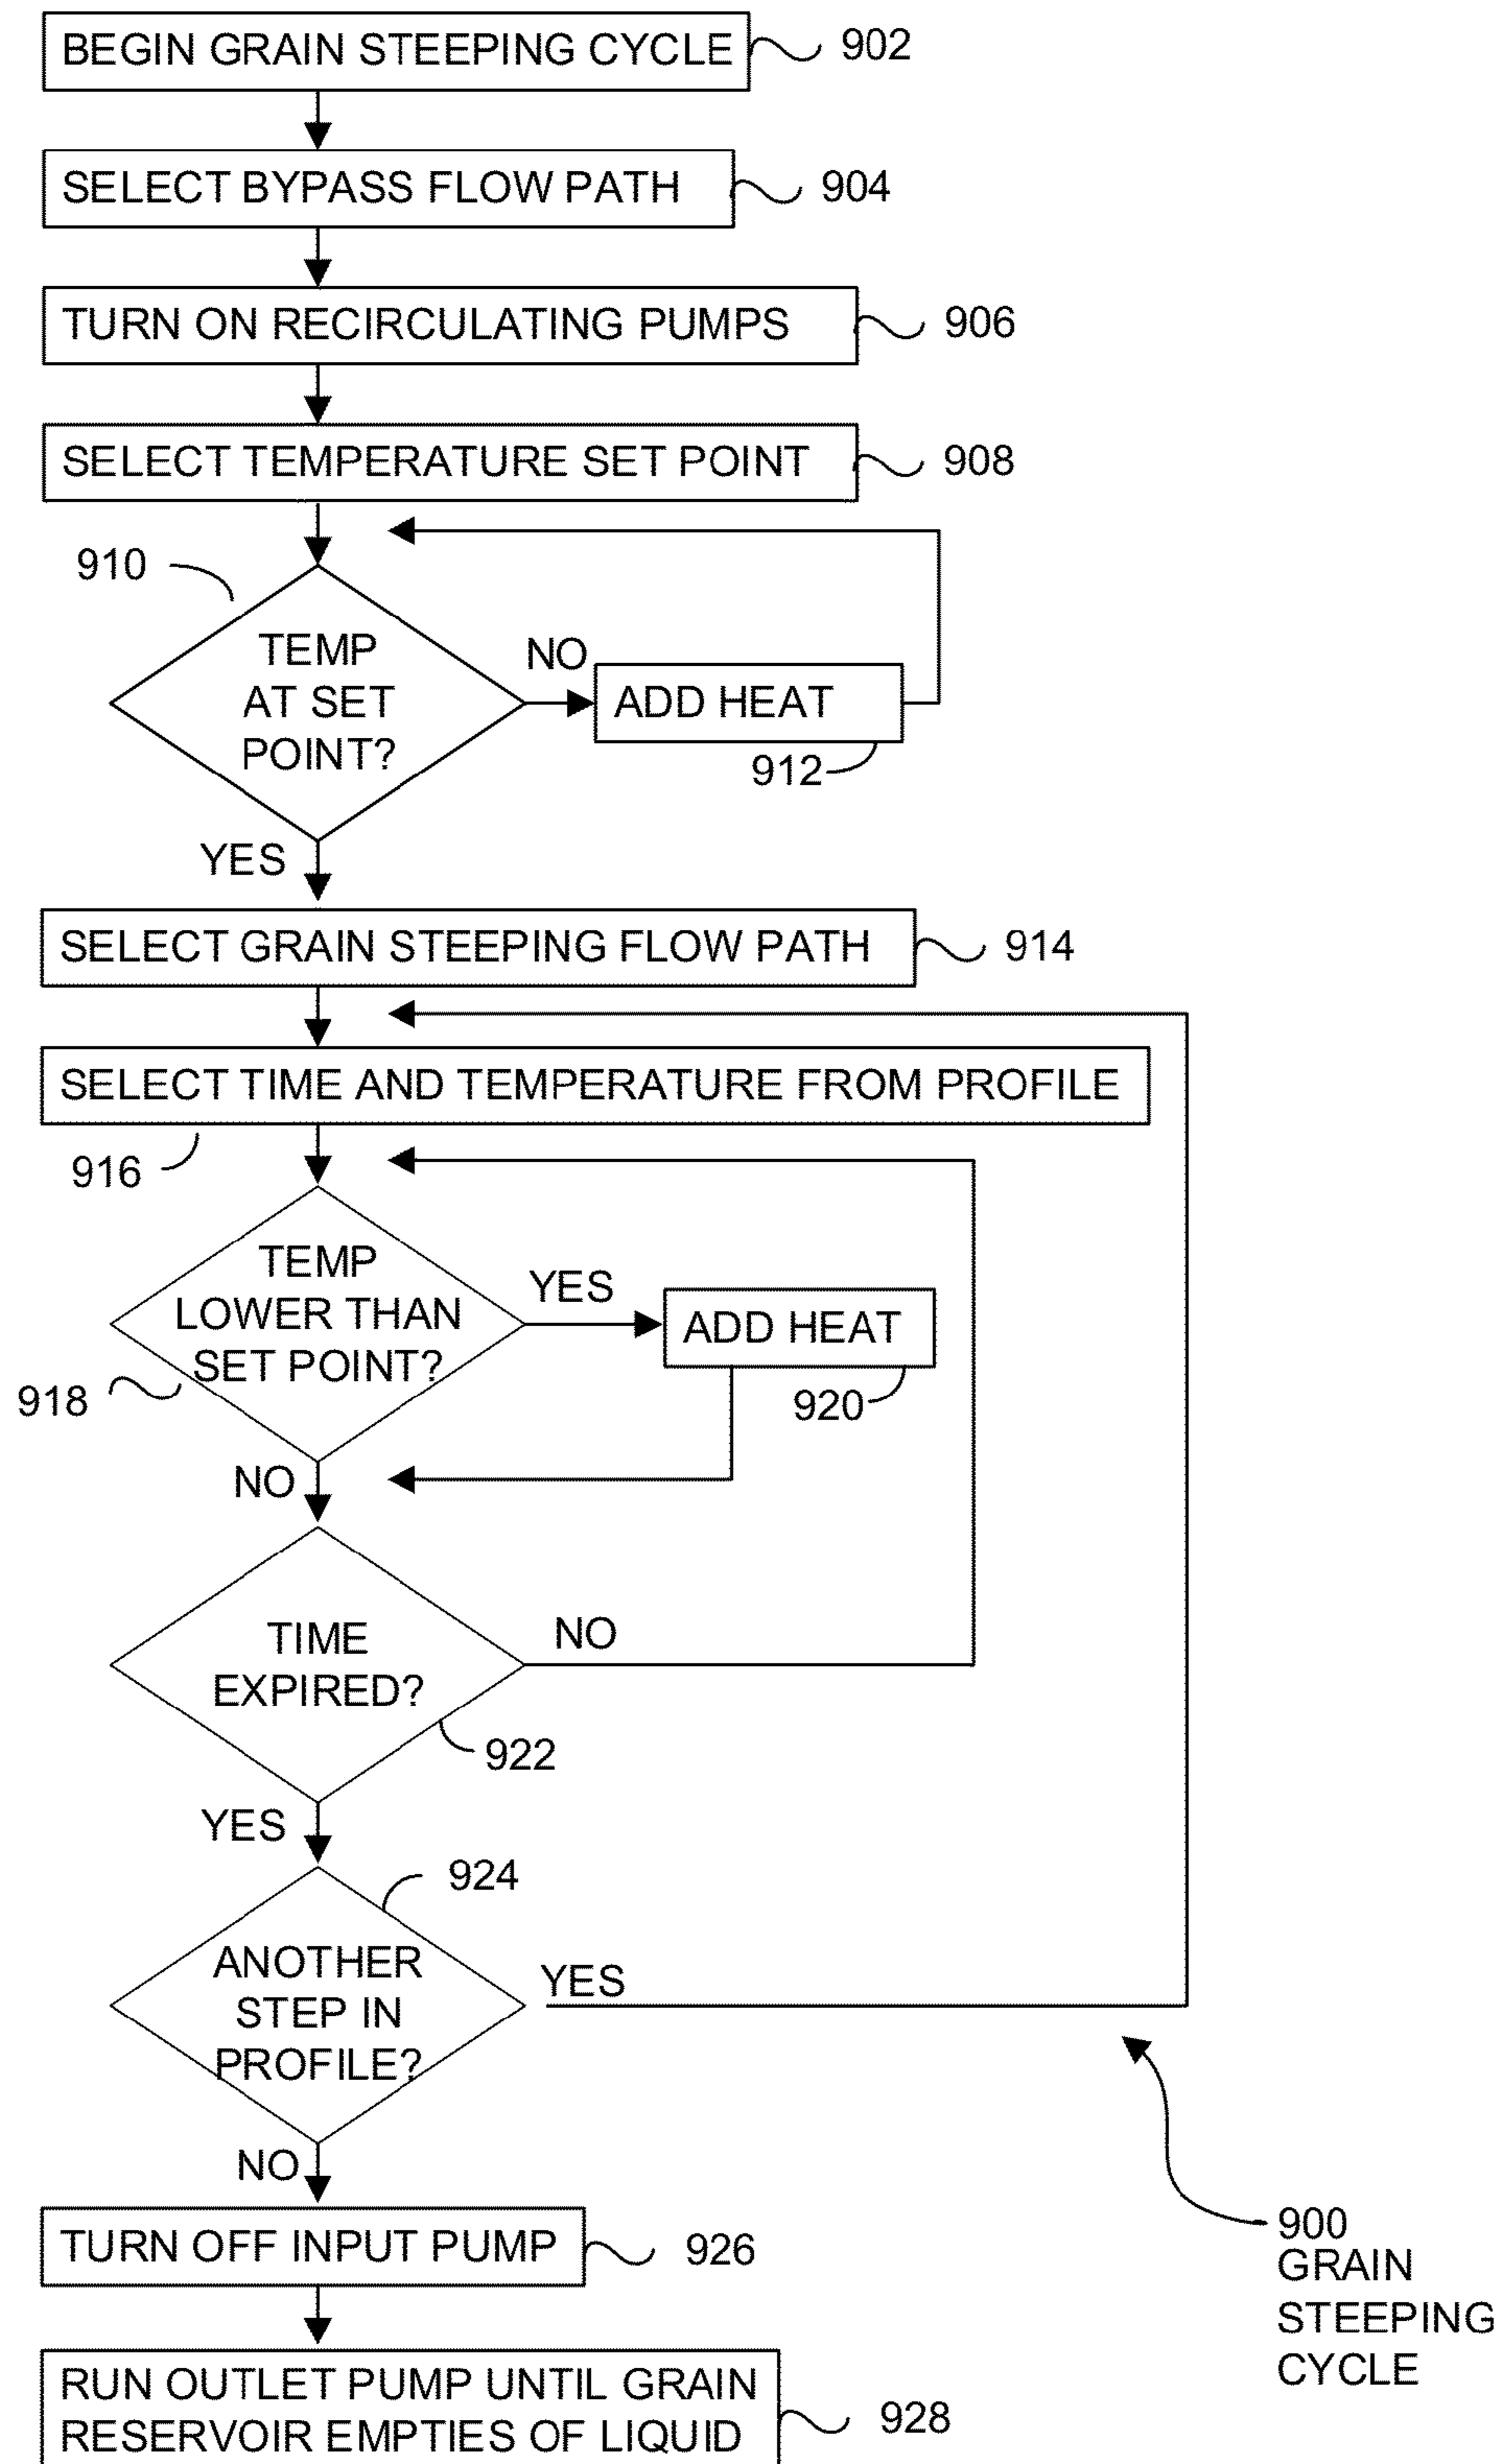 BEGIN GRAIN STEEPING CYCLE
902
SELECT BYPASS FLOW PATH
904
TURN ON RECIRCULATING PUMPS
906
SELECT TEMPERATURE SET POINT
908
910
TEMP
AT SET
POINT?
NO
ADD HEAT
912
YES
SELECT GRAIN STEEPING FLOW PATH
914
SELECT TIME AND TEMPERATURE FROM PROFILE
916
TEMP
LOWER THAN
SET POINT?
YES
ADD HEAT
918
920
NO
TIME
EXPIRED?
NO
922
YES
924
ANOTHER
STEP IN
PROFILE?
YES
NO
TURN OFF INPUT PUMP
926
900
GRAIN
STEEPING
CYCLE
RUN OUTLET PUMP UNTIL GRAIN
RESERVOIR EMPTIES OF LIQUID
928